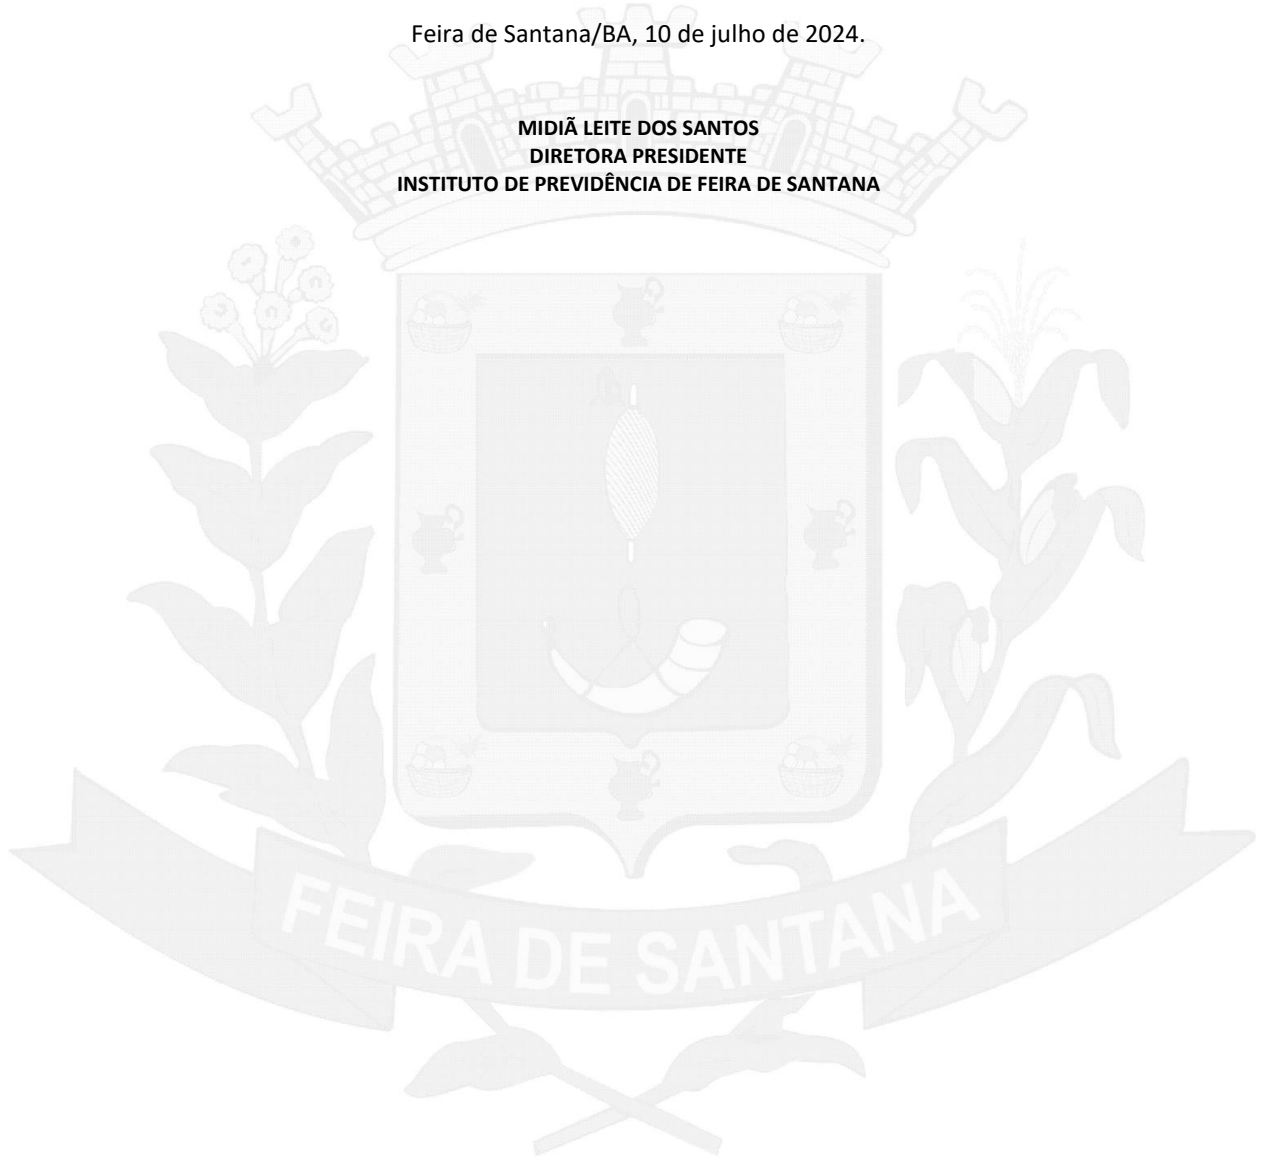 Feira de Santana/BA, 10 de julho de 2024.
MIDIÃ LEITE DOS SANTOS
DIRETORA PRESIDENTE
INSTITUTO DE PREVIDÊNCIA DE FEIRA DE SANTANA
FEIRA DE SANTANA